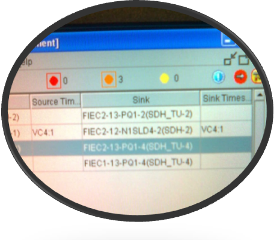 ment]
elp
0 3 0
Source Tim... Sink Sink Times...
-2) FIEC2-13-PQ1-2(SDH_TU-2)
1) VC4:1 FIEC2-12-N1SLD4-2(SDH-2) VC4:1
FIEC2-13-PQ1-4(SDH_TU-4)
FIEC1-13-PQ1-4(SDH_TU-4)